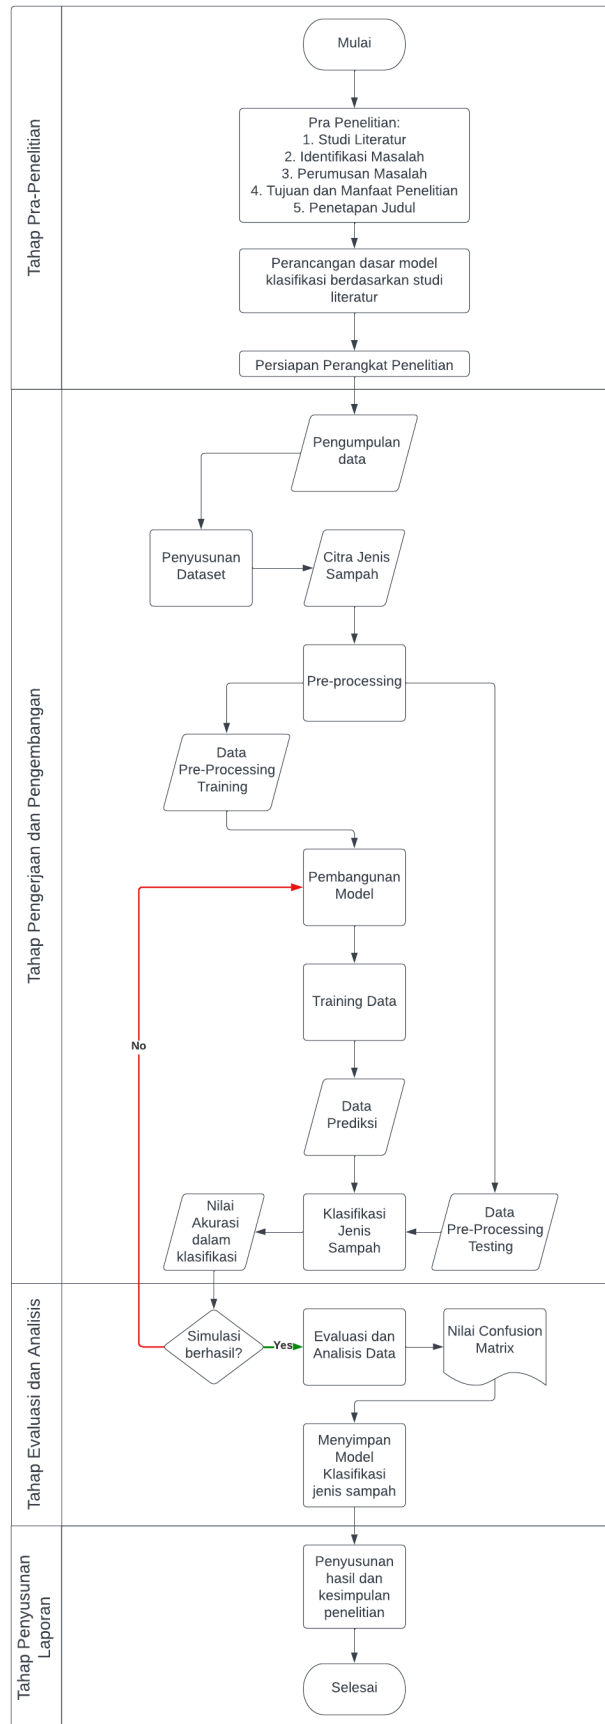 Tahap Pra-Penelitian
Mulai
Pra Penelitian:
1. Studi Literatur
2. Identifikasi Masalah
3. Perumusan Masalah
4. Tujuan dan Manfaat Penelitian
5. Penetapan Judul
Perancangan dasar model
klasifikasi berdasarkan studi
literatur
Persiapan Perangkat Penelitian
Tahap Pengerjaan dan Pengembangan
Pengumpulan
data
Penyusunan
Dataset
Citra Jenis
Sampah
Pre-processing
Data
Pre-Processing
Training
Pembangunan
Model
Training Data
No
Data
Prediksi
Nilai
Akurasi
dalam
klasifikasi
Klasifikasi
Jenis
Sampah
Data
Pre-Processing
Testing
Tahap Evaluasi dan Analisis
Simulasi
berhasil?
Yes
Evaluasi dan
Analisis Data
Nilai Confusion
Matrix
Menyimpan
Model
Klasifikasi
jenis sampah
Tahap Penyusunan
Laporan
Penyusunan
hasil dan
kesimpulan
penelitian
Selesai